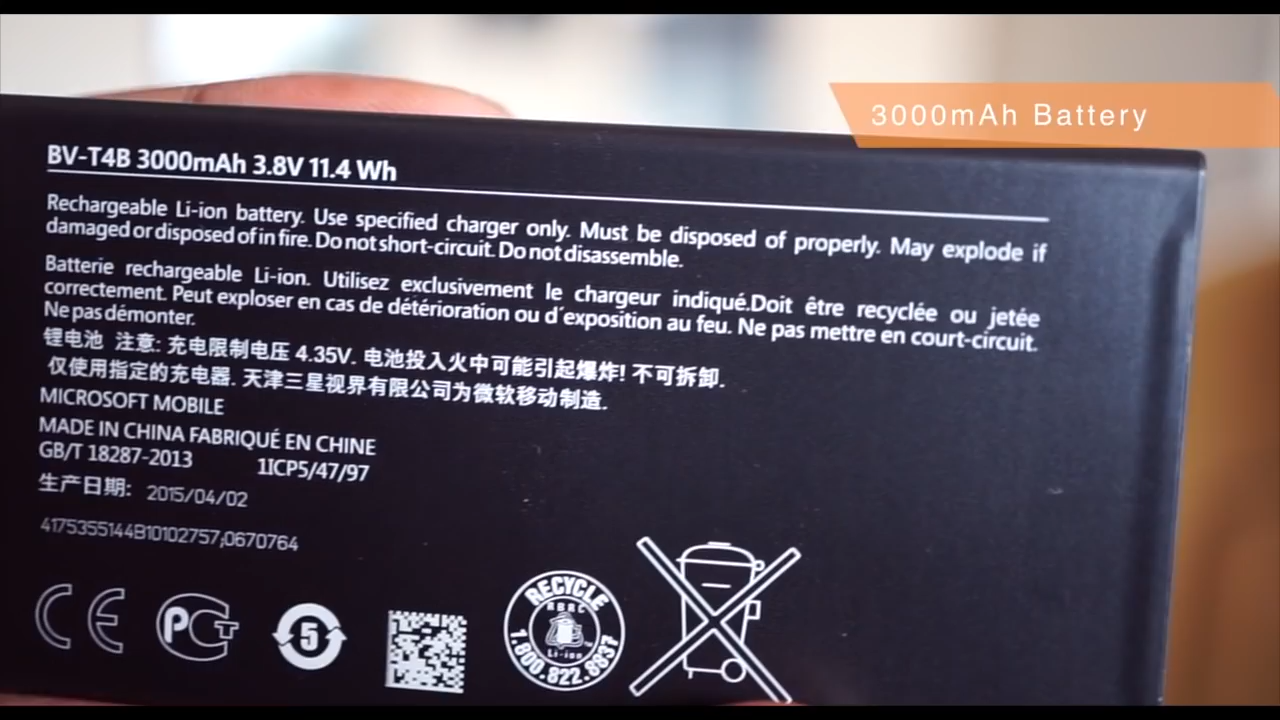 3000mAh Battery
BV-T4B 3000mAh 3.8V 11.4 Wh
Rechargeable Li-ion battery. Use specified charger only. Must be disposed of properly. May explode if
damaged or disposed of in fire. Do not short-circuit. Do not disassemble.
Batterie rechargeable Li-ion. Utilisez exclusivement le chargeur indiqué.Doit être recyclée ou jetée
correctement. Peut exploser en cas de détérioration ou d´exposition au feu. Ne pas mettre en court-circuit.
Ne pas démonter.
锂电池 注意: 充电限制电压 4.35V. 电池投入火中可能引起爆炸! 不可拆卸.
仅使用指定的充电器. 天津三星视界有限公司为微软移动制造.
MICROSOFT MOBILE
MADE IN CHINA FABRIQUÉ EN CHINE
GB/T 18287-2013 1ICP5/47/97
生产日期: 2015/04/02
4175355144B10102757;0670764
CE PCT 5 RECYCLE
RBRC
Li-ion
1.800.822.8837